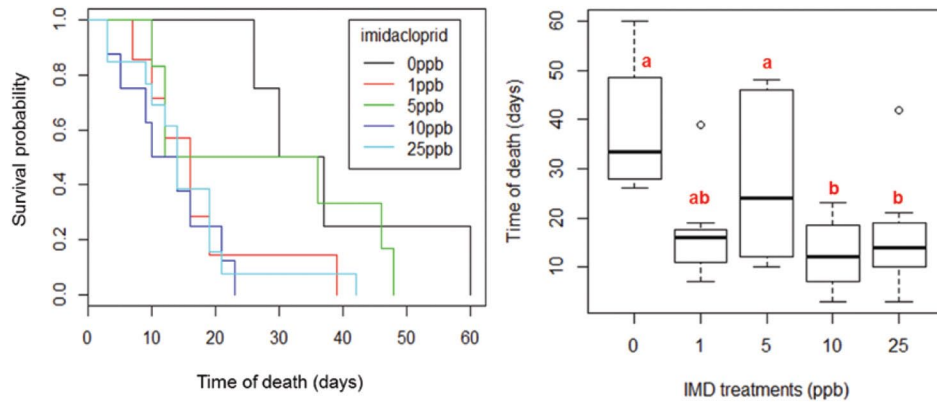 Survival probability
1.0
0.8
0.6
0.4
0.2
0.0
imidacloprid
0ppb
1ppb
5ppb
10ppb
25ppb
0 10 20 30 40 50 60
Time of death (days)
Time of death (days)
60
50
40
30
20
10
a
ab
a
b
b
0 1 5 10 25
IMD treatments (ppb)